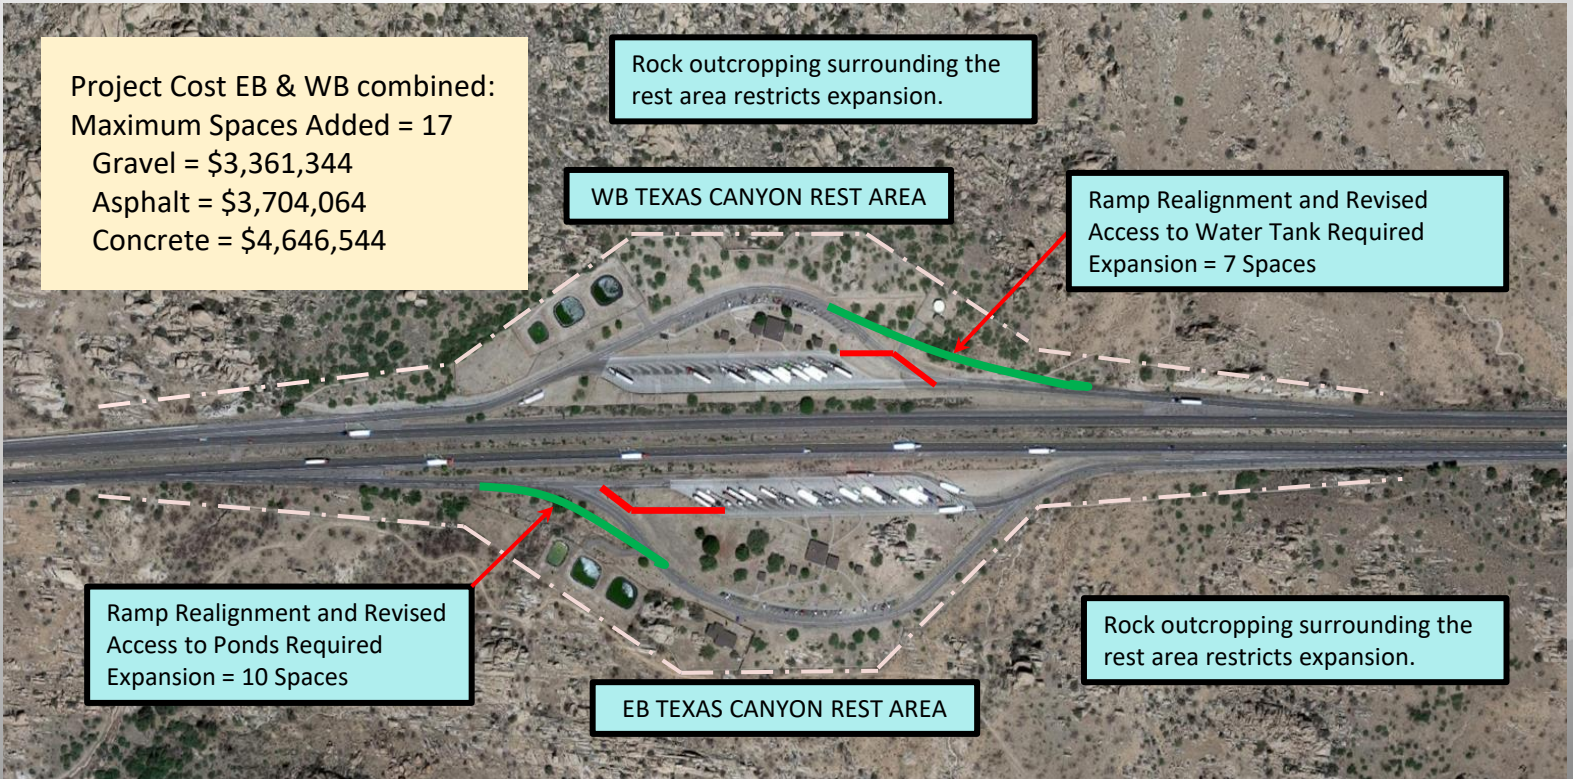 Project Cost EB & WB combined:
Maximum Spaces Added = 17
Gravel = $3,361,344
Asphalt = $3,704,064
Concrete = $4,646,544
Rock outcropping surrounding the
rest area restricts expansion.
WB TEXAS CANYON REST AREA
Ramp Realignment and Revised
Access to Water Tank Required
Expansion = 7 Spaces
Ramp Realignment and Revised
Access to Ponds Required
Expansion = 10 Spaces
EB TEXAS CANYON REST AREA
Rock outcropping surrounding the
rest area restricts expansion.